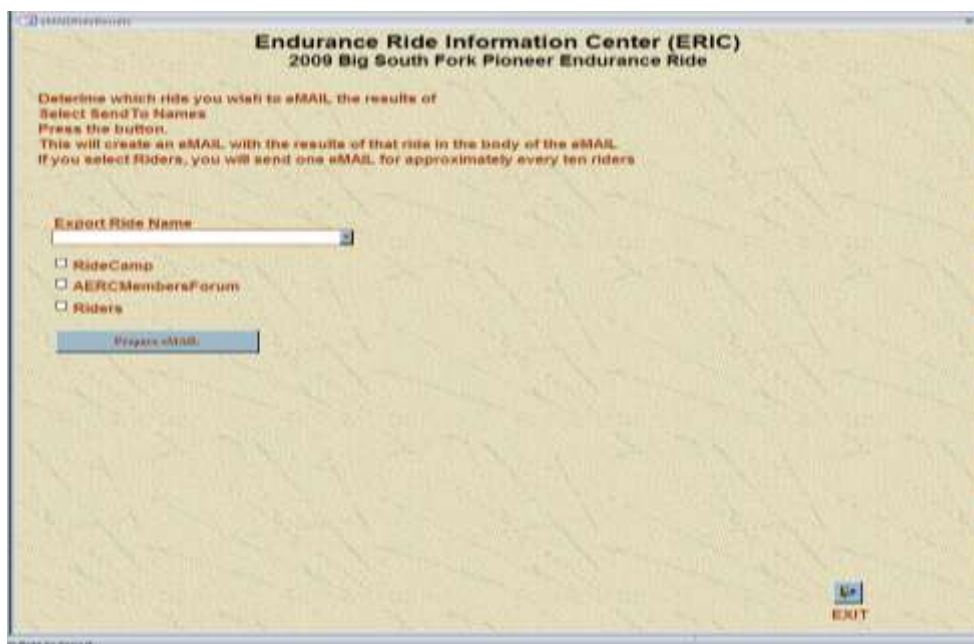 eMAILRideResults
Endurance Ride Information Center (ERIC)
2009 Big South Fork Pioneer Endurance Ride
Deterime which ride you wish to eMAIL the results of
Select SendTo Names
Press the button.
This will create an eMAIL with the results of that ride in the body of the eMAIL
If you select Riders, you will send one eMAIL for approximately every ten riders
Export Ride Name
RideCamp
AERCMembersForum
Riders
Prepare eMAIL
EXIT